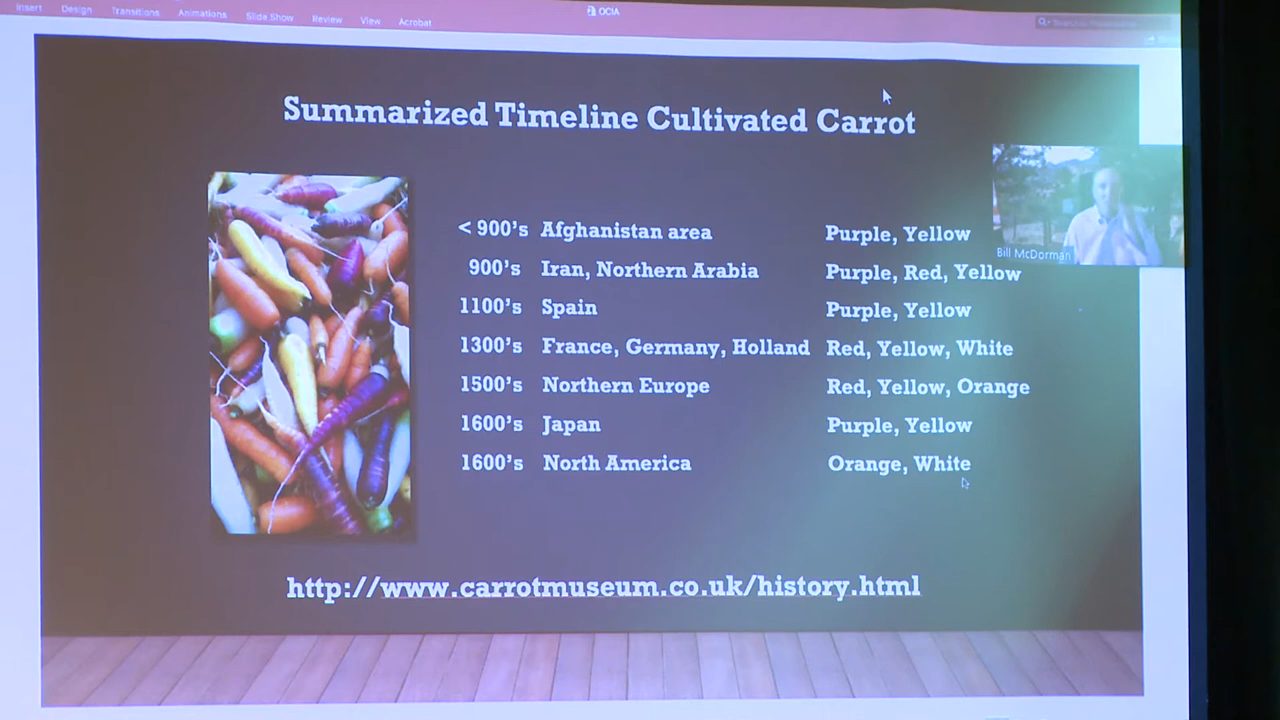 Insert Design Transitions Animations Slide Show Review View Acrobat
OCIA
Summarized Timeline Cultivated Carrot
Bill McDorman
< 900's Afghanistan area Purple, Yellow
900's Iran, Northern Arabia Purple, Red, Yellow
1100's Spain Purple, Yellow
1300's France, Germany, Holland Red, Yellow, White
1500's Northern Europe Red, Yellow, Orange
1600's Japan Purple, Yellow
1600's North America Orange, White
http://www.carrotmuseum.co.uk/history.html